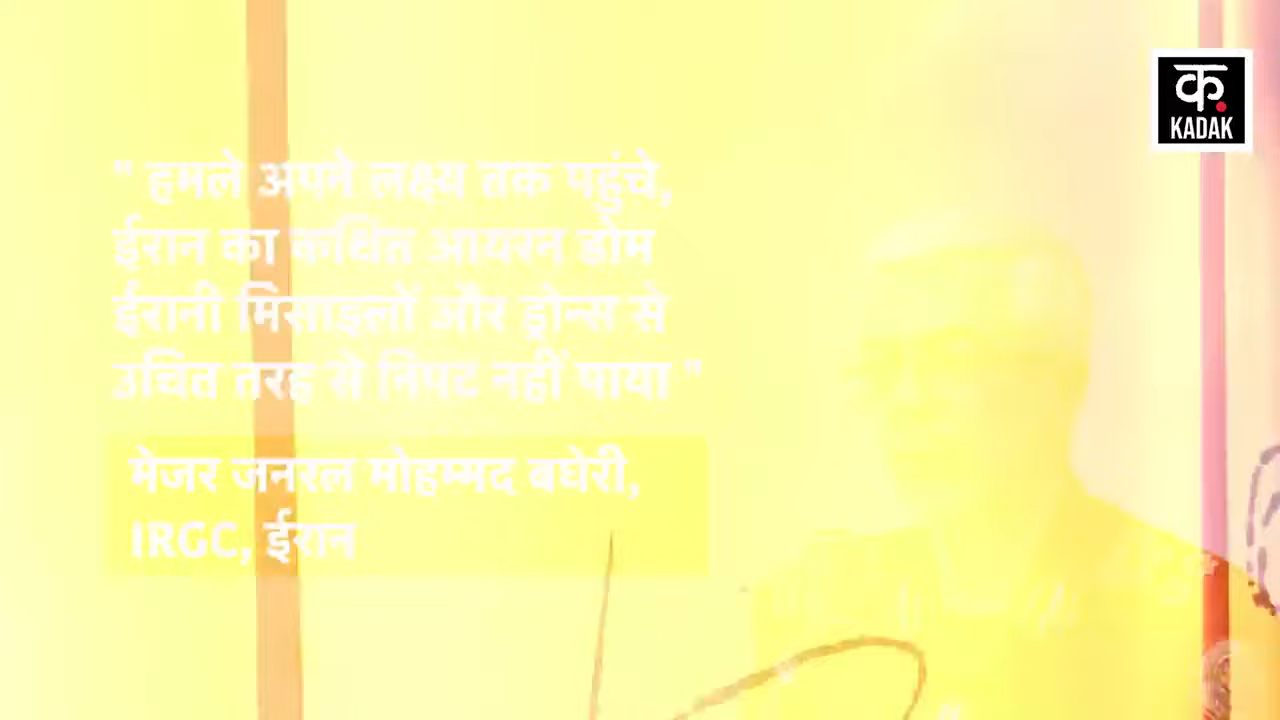 क.
KADAK
" हमले अपने लक्ष्य तक पहुंचे,
ईरान का कथित आयरन डोम
ईरानी मिसाइलों और ड्रोन्स से
उचित तरह से निपट नहीं पाया "
मेजर जनरल मोहम्मद बघेरी,
IRGC, ईरान